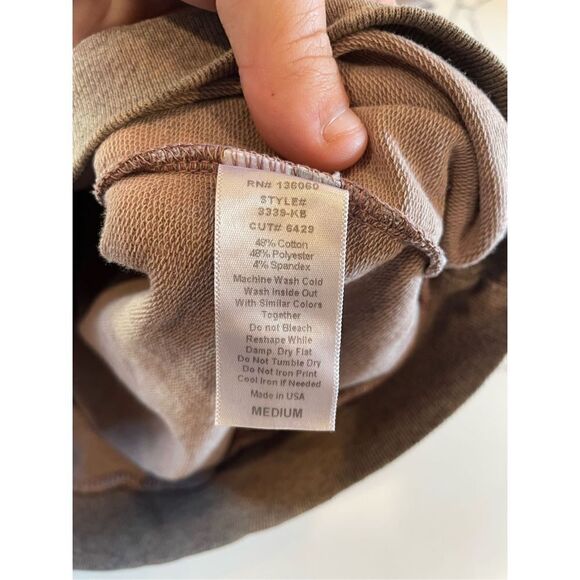 RN# 136060
STYLE#
3339-KB
CUT# 6429
48% Cotton
48% Polyester
4% Spandex
Machine Wash Cold
Wash Inside Out
With Similar Colors
Together
Do not Bleach
Reshape While
Damp. Dry Flat
Do Not Tumble Dry
Do Not Iron Print
Cool Iron if Needed
Made in USA
MEDIUM